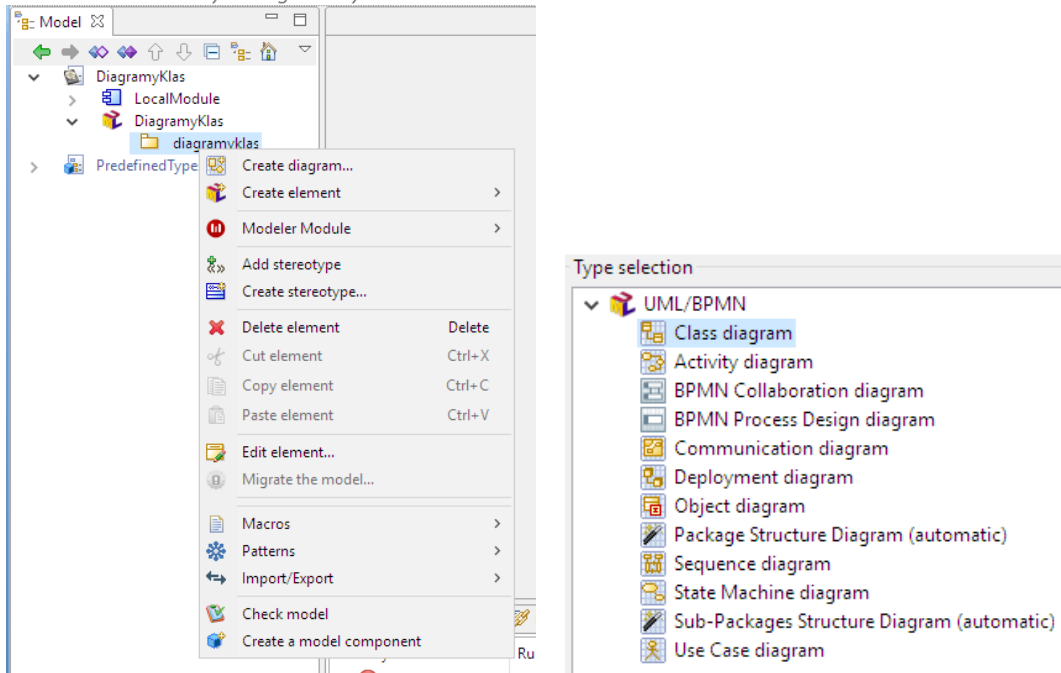 Model
DiagramyKlas
LocalModule
DiagramyKlas
diagramyklas
PredefinedType
Create diagram...
Create element
Modeler Module
Add stereotype
Create stereotype...
Delete element Delete
Cut element Ctrl+X
Copy element Ctrl+C
Paste element Ctrl+V
Edit element...
Migrate the model...
Macros
Patterns
Import/Export
Check model
Create a model component
Ru
Type selection
UML/BPMN
Class diagram
Activity diagram
BPMN Collaboration diagram
BPMN Process Design diagram
Communication diagram
Deployment diagram
Object diagram
Package Structure Diagram (automatic)
Sequence diagram
State Machine diagram
Sub-Packages Structure Diagram (automatic)
Use Case diagram